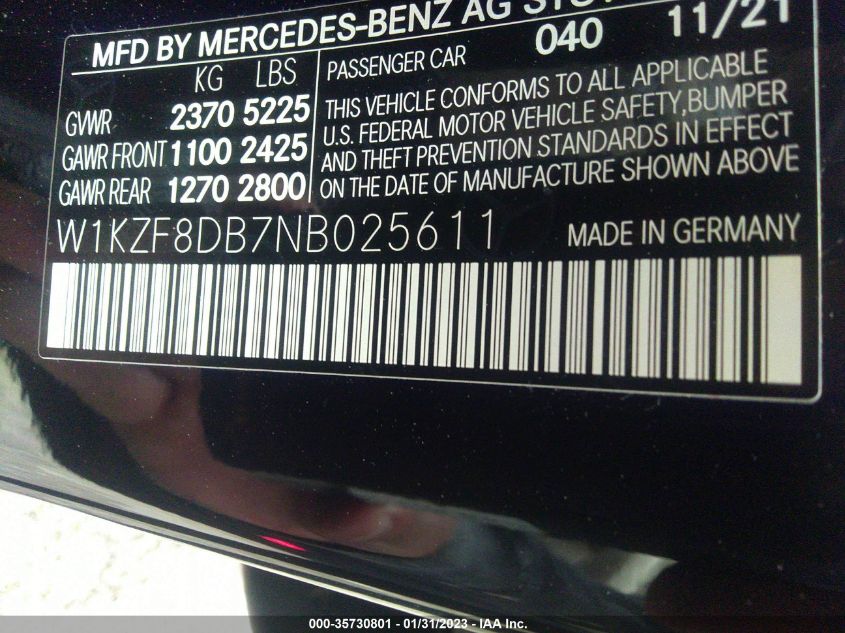 MFD BY MERCEDES-BENZ AG
040 11/21
KG LBS
GVWR 2370 5225
GAWR FRONT 1100 2425
GAWR REAR 1270 2800
PASSENGER CAR
THIS VEHICLE CONFORMS TO ALL APPLICABLE
U.S. FEDERAL MOTOR VEHICLE SAFETY,BUMPER
AND THEFT PREVENTION STANDARDS IN EFFECT
ON THE DATE OF MANUFACTURE SHOWN ABOVE
W1KZF8DB7NB025611 MADE IN GERMANY
000-35730801 - 01/31/2023 - © IAA Inc.